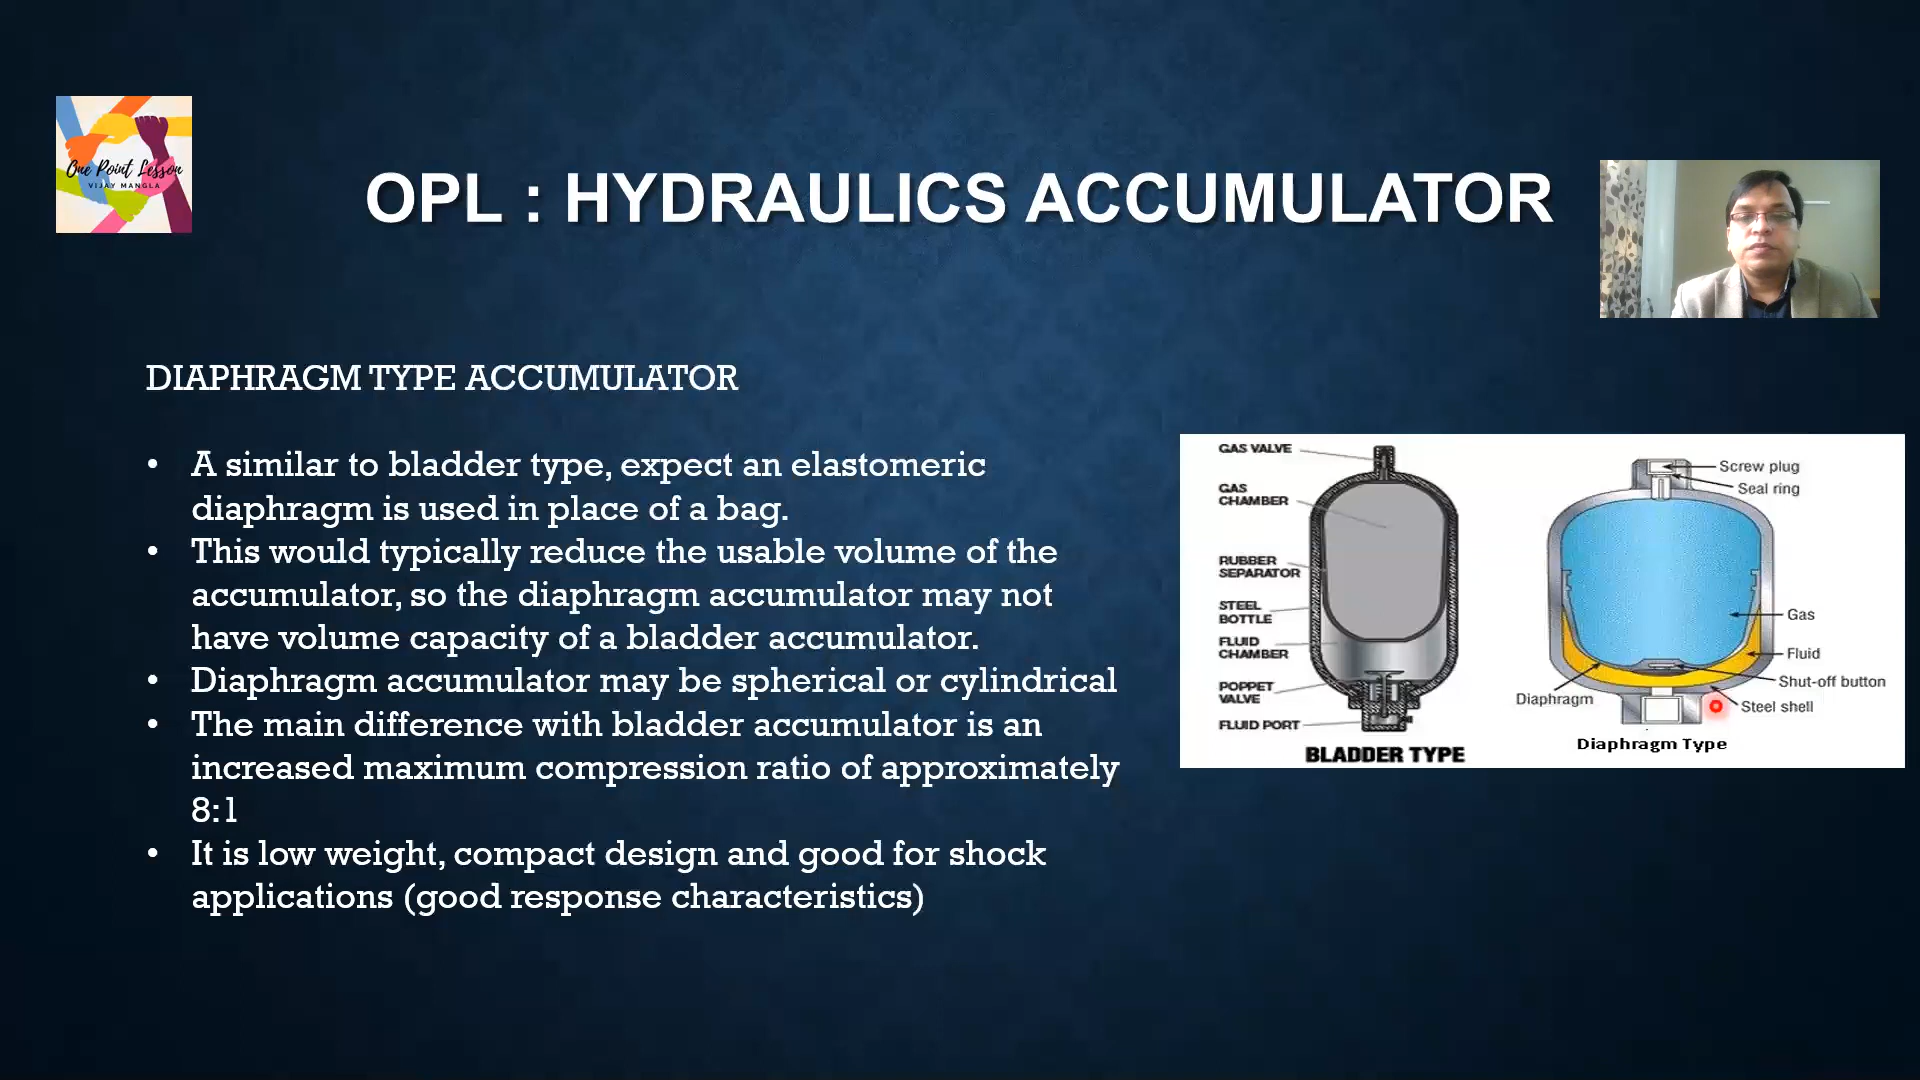 One Point Lesson
VIJAY MANGLA
OPL : HYDRAULICS ACCUMULATOR
DIAPHRAGM TYPE ACCUMULATOR
• A similar to bladder type, expect an elastomeric
diaphragm is used in place of a bag.
• This would typically reduce the usable volume of the
accumulator, so the diaphragm accumulator may not
have volume capacity of a bladder accumulator.
• Diaphragm accumulator may be spherical or cylindrical
• The main difference with bladder accumulator is an
increased maximum compression ratio of approximately
8:1
• It is low weight, compact design and good for shock
applications (good response characteristics)
GAS VALVE
GAS
CHAMBER
RUBBER
SEPARATOR
STEEL
BOTTLE
FLUID
CHAMBER
POPPET
VALVE
FLUID PORT
BLADDER TYPE
Screw plug
Seal ring
Gas
Fluid
Shut-off button
Diaphragm
Steel shell
Diaphragm Type